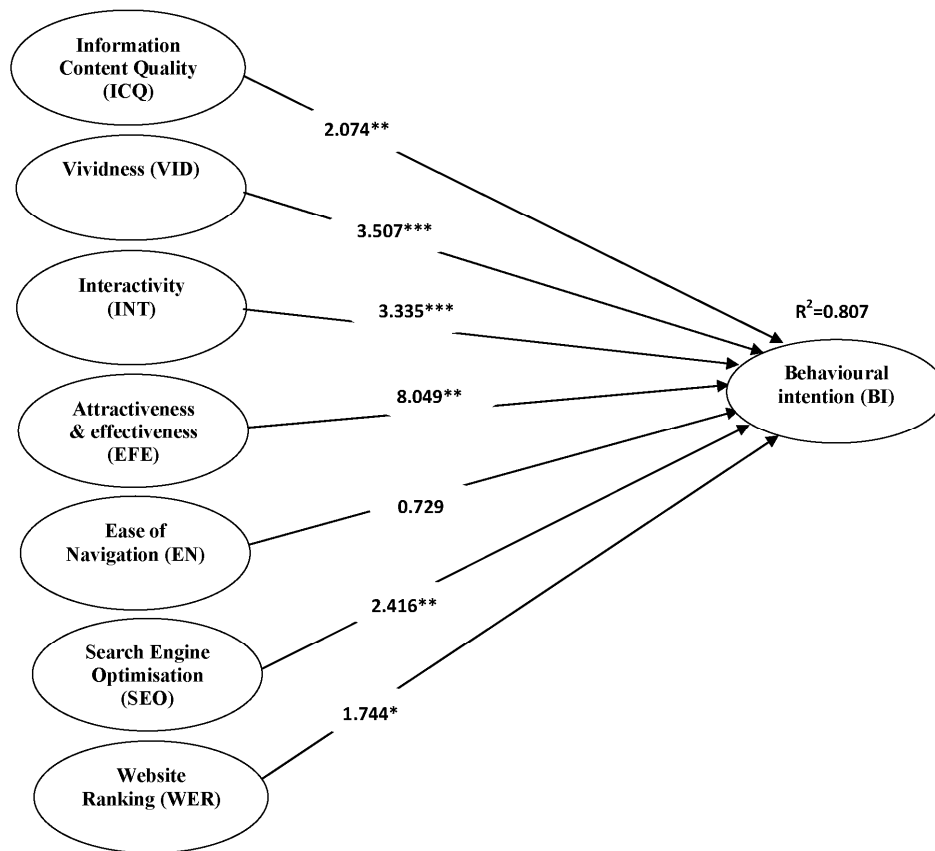 Information
Content Quality
(ICQ)
2.074**
Vividness (VID)
3.507***
Interactivity
(INT)
3.335***
R²=0.807
Behavioural
intention (BI)
Attractiveness
& effectiveness
(EFE)
8.049**
Ease of
Navigation (EN)
0.729
Search Engine
Optimisation
(SEO)
2.416**
Website
Ranking (WER)
1.744*